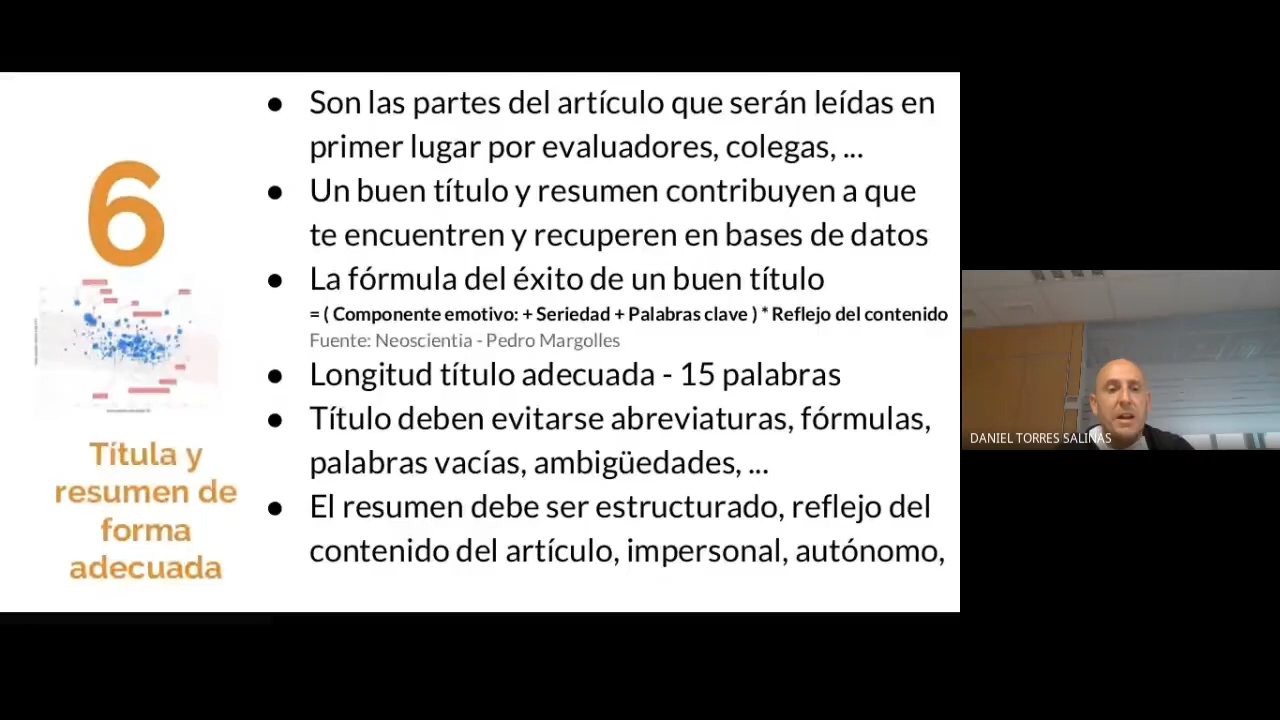 6
Títula y
resumen de
forma
adecuada
● Son las partes del artículo que serán leídas en
primer lugar por evaluadores, colegas, ...
● Un buen título y resumen contribuyen a que
te encuentren y recuperen en bases de datos
● La fórmula del éxito de un buen título
= ( Componente emotivo: + Seriedad + Palabras clave ) * Reflejo del contenido
Fuente: Neoscientia - Pedro Margolles
● Longitud título adecuada - 15 palabras
● Título deben evitarse abreviaturas, fórmulas,
palabras vacías, ambigüedades, ...
● El resumen debe ser estructurado, reflejo del
contenido del artículo, impersonal, autónomo,
DANIEL TORRES SALINAS